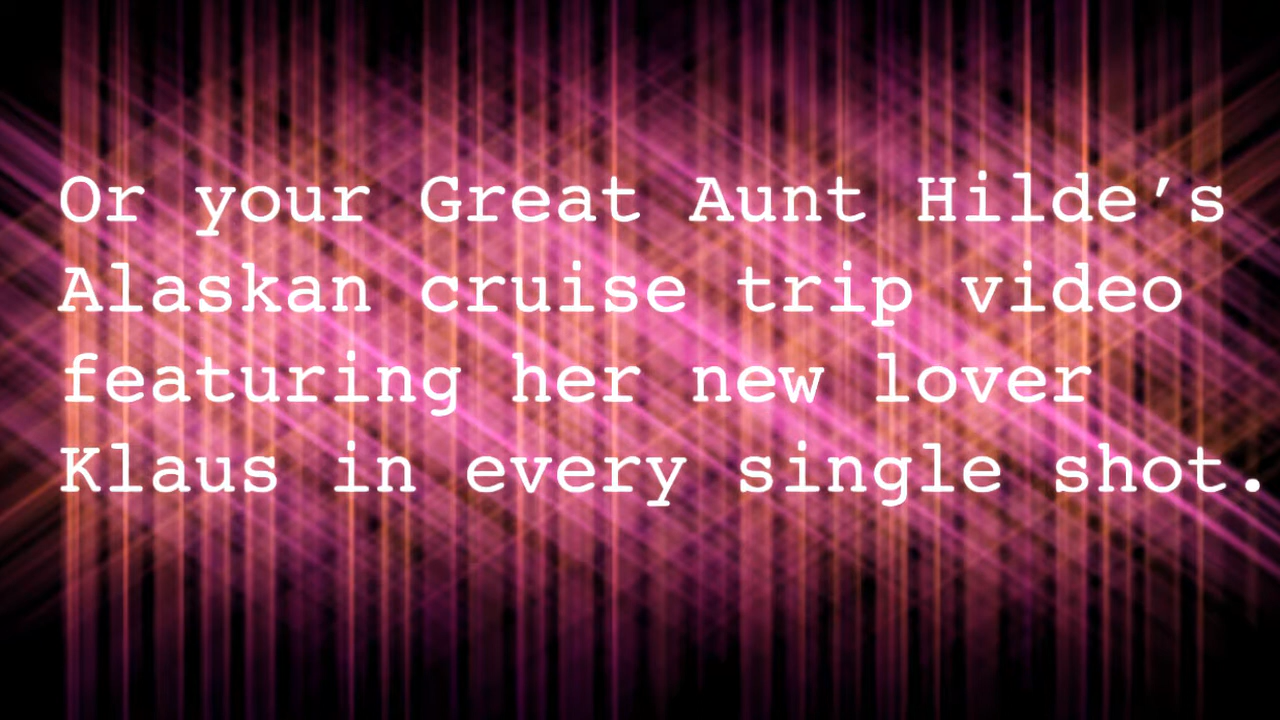 Or your Great Aunt Hilde’s
Alaskan cruise trip video
featuring her new lover
Klaus in every single shot.